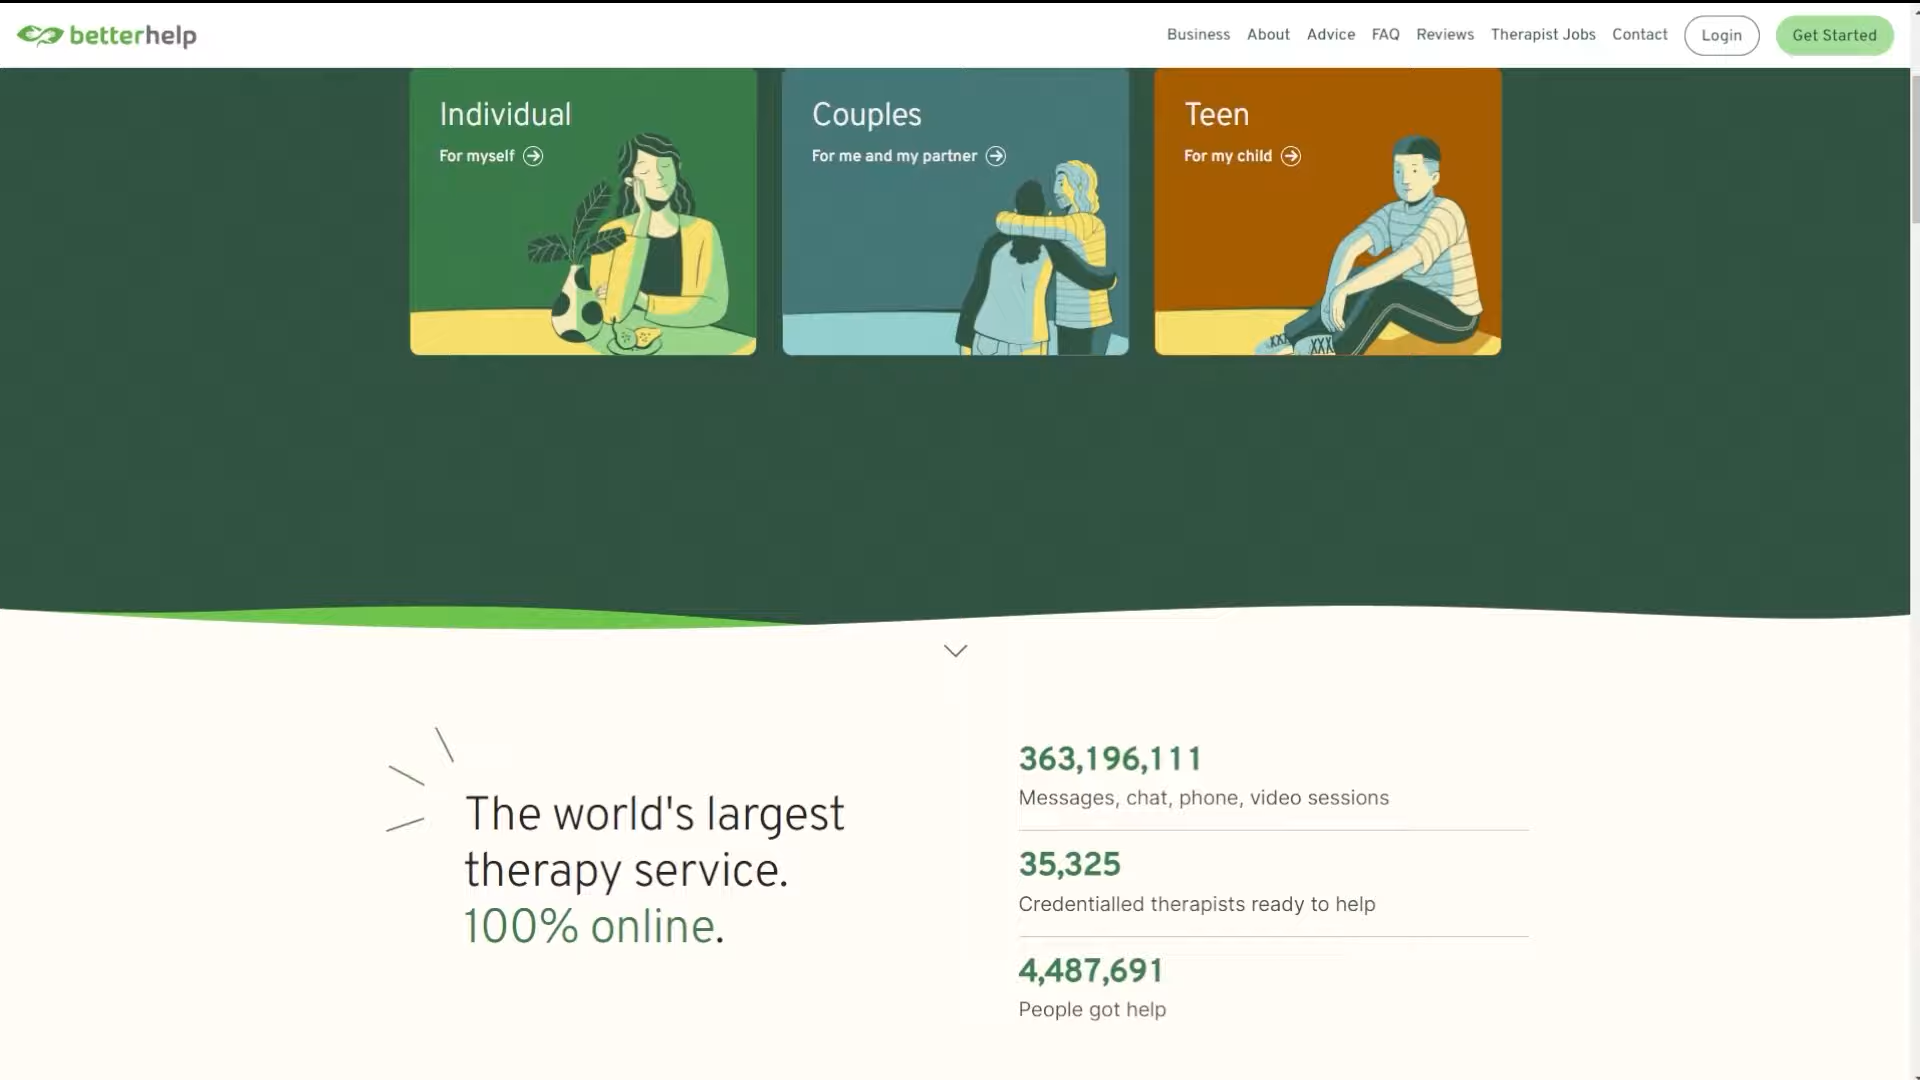 betterhelp
Business About Advice FAQ Reviews Therapist Jobs Contact Login Get Started
Individual
For myself
Couples
For me and my partner
Teen
For my child
The world's largest
therapy service.
100% online.
363,196,111
Messages, chat, phone, video sessions
35,325
Credentialled therapists ready to help
4,487,691
People got help